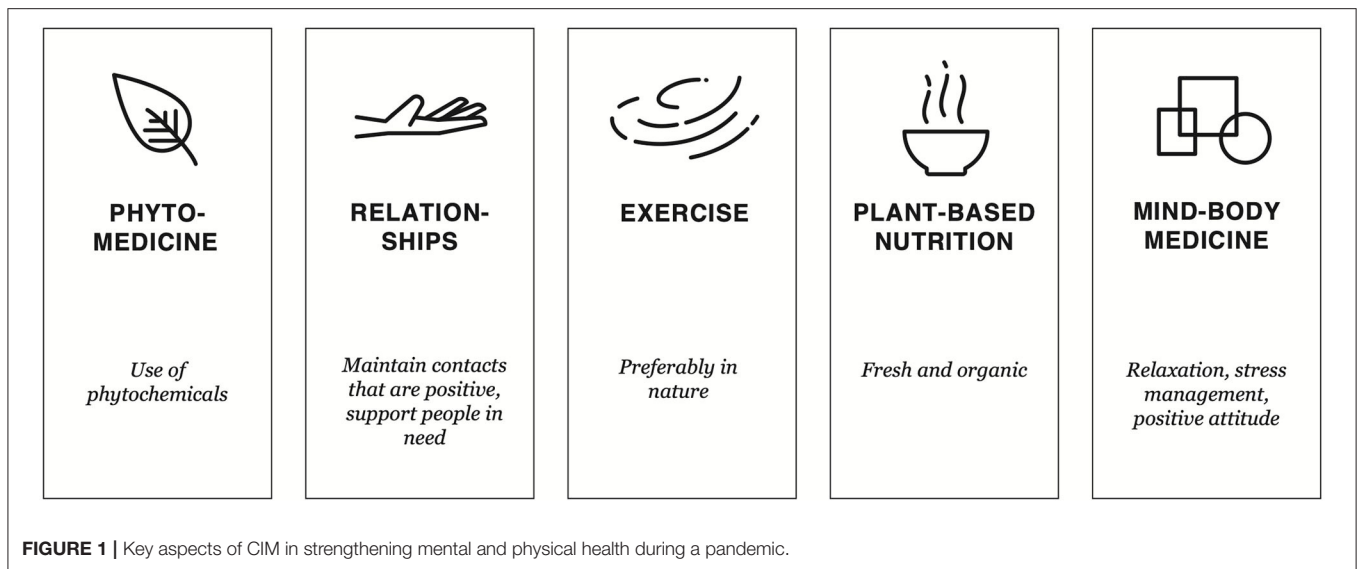 PHYTO-
MEDICINE
Use of
phytochemicals
RELATION-
SHIPS
Maintain contacts
that are positive,
support people in
need
EXERCISE
Preferably in
nature
PLANT-BASED
NUTRITION
Fresh and organic
MIND-BODY
MEDICINE
Relaxation, stress
management,
positive attitude
FIGURE 1 | Key aspects of CIM in strengthening mental and physical health during a pandemic.